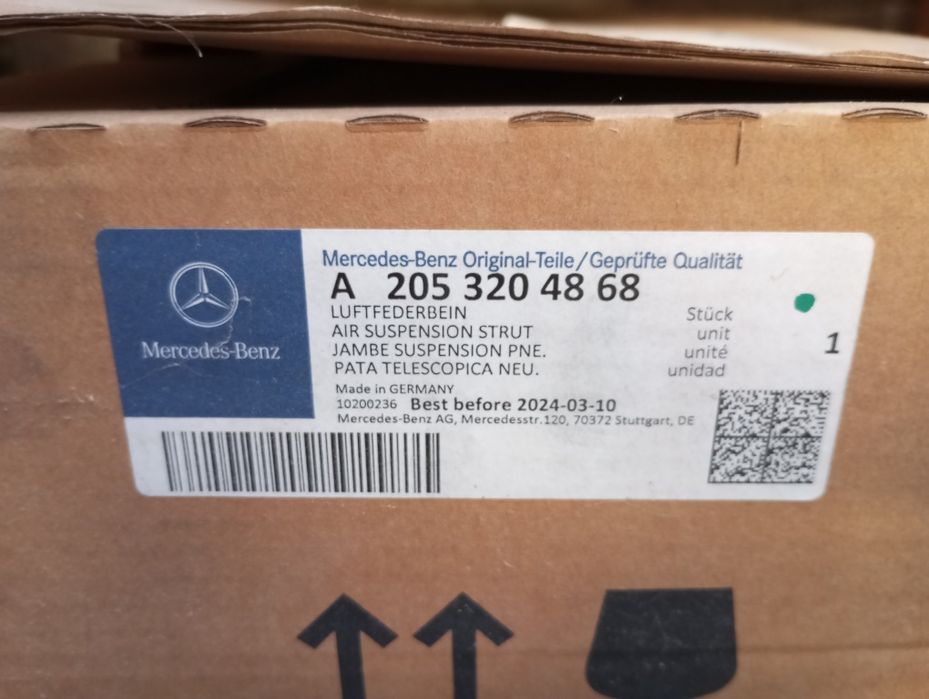 Mercedes-Benz
Mercedes-Benz Original-Teile/Geprüfte Qualität
A 205 320 48 68
LUFTFEDERBEIN
AIR SUSPENSION STRUT
JAMBE SUSPENSION PNE.
PATA TELESCOPICA NEU.
Stück
unit
unité
unidad
1
Made in GERMANY
10200236 Best before 2024-03-10
Mercedes-Benz AG, Mercedesstr.120, 70372 Stuttgart, DE